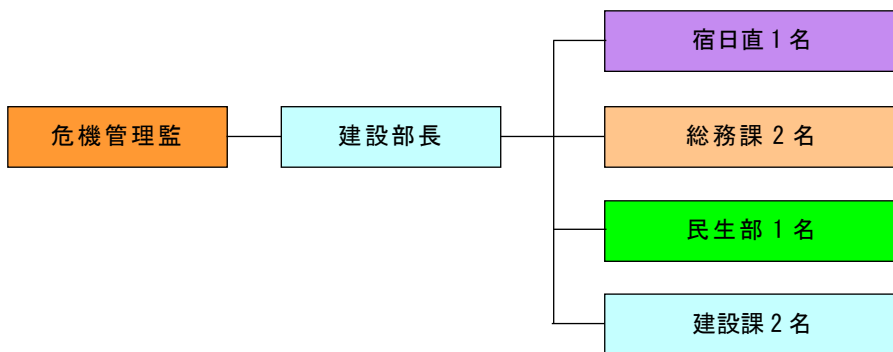 危機管理監
建設部長
宿日直1名
総務課2名
民生部1名
建設課2名